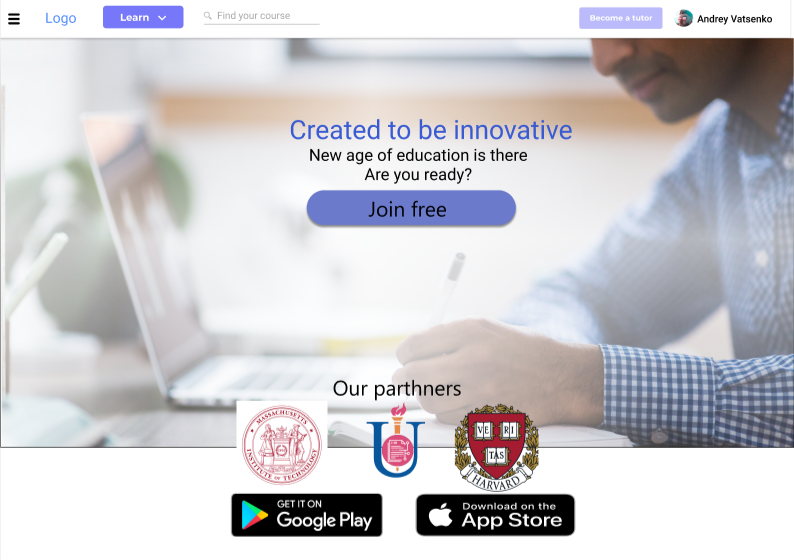 Logo
Learn
Find your course
Become a tutor
Andrey Vatsenko
Created to be innovative
New age of education is there
Are you ready?
Join free
Our parthners
MASSACHUSETTS
INSTITUTE OF TECHNOLOGY
U
VE RI
TAS
HARVARD
GET IT ON
Google Play
Download on the
App Store